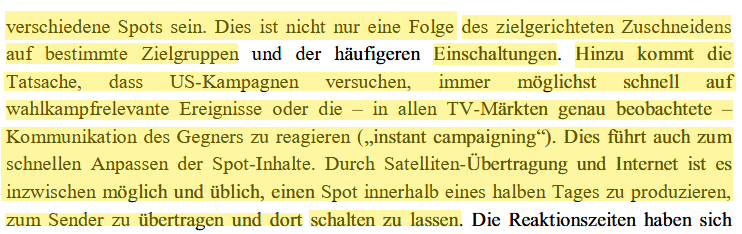 verschiedene Spots sein. Dies ist nicht nur eine Folge des zielgerichteten Zuschneidens
auf bestimmte Zielgruppen und der häufigeren Einschaltungen. Hinzu kommt die
Tatsache, dass US-Kampagnen versuchen, immer möglichst schnell auf
wahlkampfrelevante Ereignisse oder die – in allen TV-Märkten genau beobachtete –
Kommunikation des Gegners zu reagieren („instant campaigning“). Dies führt auch zum
schnellen Anpassen der Spot-Inhalte. Durch Satelliten-Übertragung und Internet ist es
inzwischen möglich und üblich, einen Spot innerhalb eines halben Tages zu produzieren,
zum Sender zu übertragen und dort schalten zu lassen. Die Reaktionszeiten haben sich